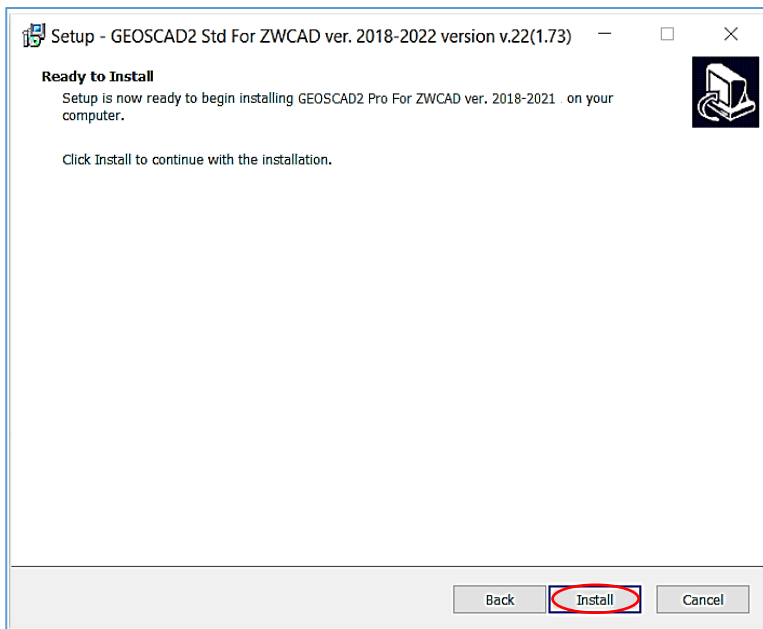 Setup - GEOSCAD2 Std For ZWCAD ver. 2018-2022 version v.22(1.73)
Ready to Install
Setup is now ready to begin installing GEOSCAD2 Pro For ZWCAD ver. 2018-2021 . on your
computer.
Click Install to continue with the installation.
Back Install Cancel